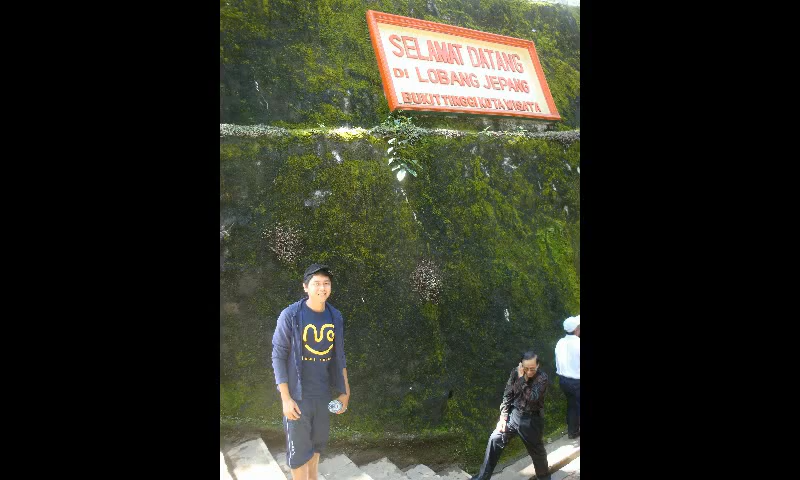 SELAMAT DATANG
DI LOBANG JEPANG
BUKITTINGGI KOTA WISATA